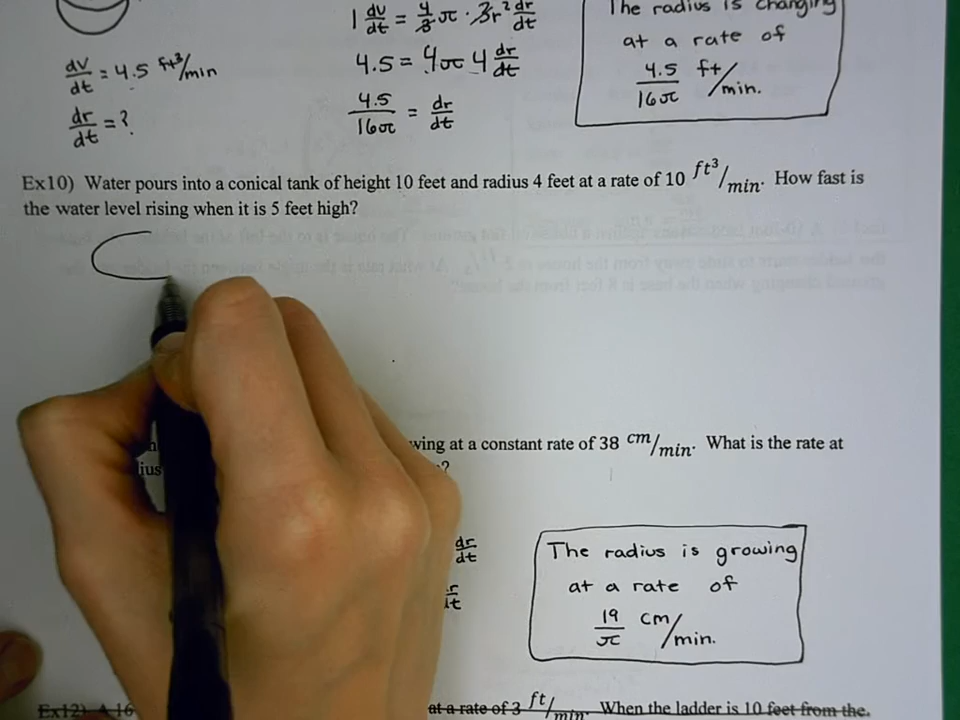 1 dV/dt = 4/3 π · 3r² dr/dt
The radius is changing
at a rate of
4.5/16π ft/min.
dV/dt = 4.5 ft³/min
4.5 = 4π 4 dr/dt
dr/dt = ?
4.5/16π = dr/dt
Ex10) Water pours into a conical tank of height 10 feet and radius 4 feet at a rate of 10 ft³/min. How fast is
the water level rising when it is 5 feet high?
wing at a constant rate of 38 cm/min. What is the rate at
ius ?
dr/dt
The radius is growing
at a rate of
19/π cm/min.
Ex12) A 16 at a rate of 3 ft/min. When the ladder is 10 feet from the.